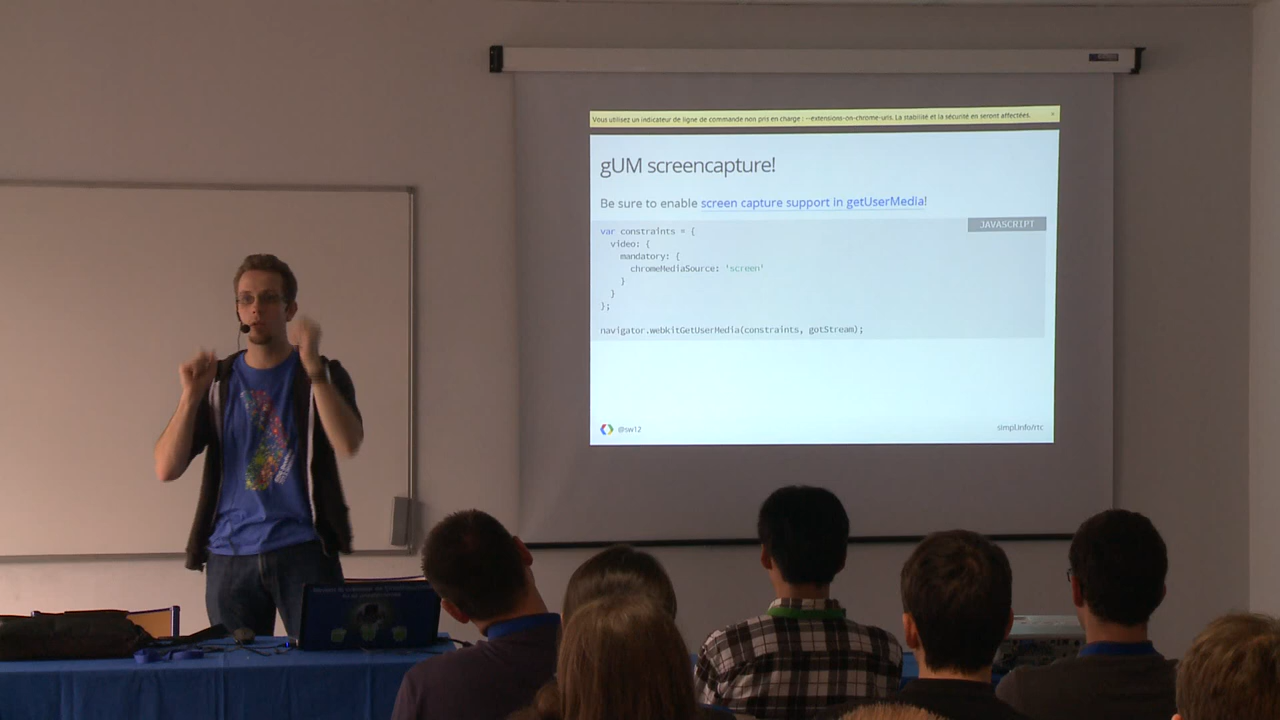 Vous utilisez un indicateur de ligne de commande non pris en charge : --extensions-on-chrome-urls. La stabilité et la sécurité en seront affectées. ×
gUM screencapture!
Be sure to enable screen capture support in getUserMedia!
JAVASCRIPT
var constraints = {
video: {
mandatory: {
chromeMediaSource: 'screen'
}
}
};
navigator.webkitGetUserMedia(constraints, gotStream);
@sw12
simpl.info/rtc